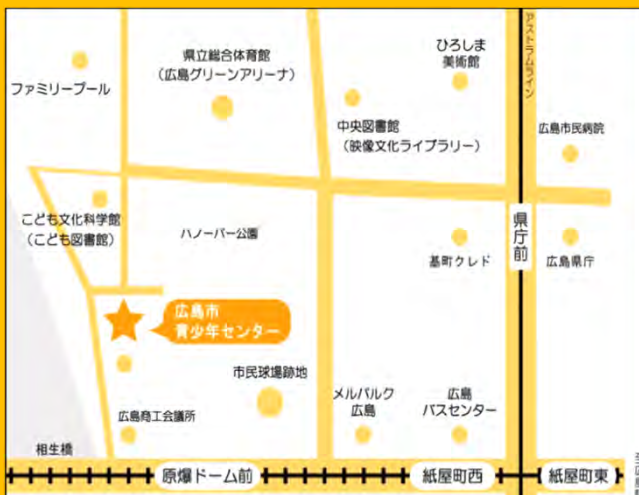 アストラムライン
ひろしま
美術館
県立総合体育館
(広島グリーンアリーナ)
ファミリープール
中央図書館
(映像文化ライブラリー)
広島市民病院
こども文化科学館
(こども図書館)
ハノーバー公園
県庁前
基町クレド
広島県庁
広島市
青少年センター
市民球場跡地
メルパルク
広島
広島
バスセンター
広島商工会議所
相生橋
原爆ドーム前
紙屋町西
紙屋町東